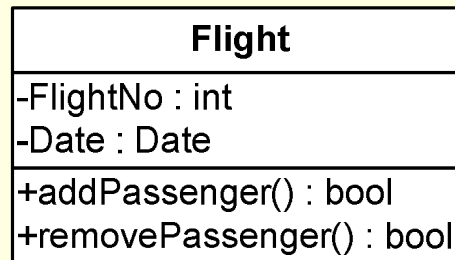 Flight
-FlightNo : int
-Date : Date
+addPassenger() : bool
+removePassenger() : bool